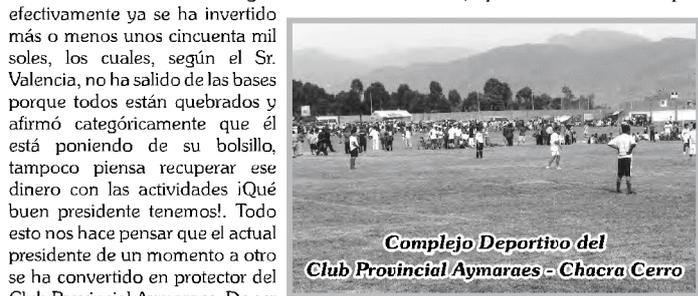 efectivamente ya se ha invertido
más o menos unos cincuenta mil
soles, los cuales, según el Sr.
Valencia, no ha salido de las bases
porque todos están quebrados y
afirmó categóricamente que él
está poniendo de su bolsillo,
tampoco piensa recuperar ese
dinero con las actividades ¡Qué
buen presidente tenemos!. Todo
esto nos hace pensar que el actual
presidente de un momento a otro
se ha convertido en protector del
Club Provincial Aymaraes.
Complejo Deportivo del
Club Provincial Aymaraes - Chacra Cerro